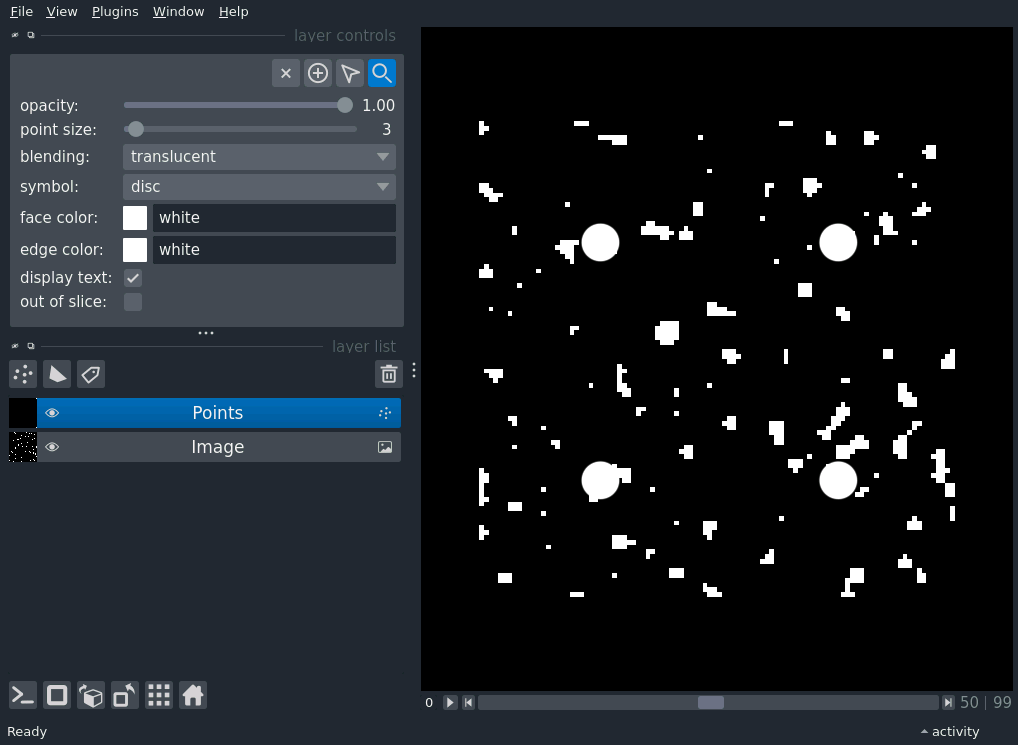 File View Plugins Window Help
layer controls
opacity: 1.00
point size: 3
blending: translucent
symbol: disc
face color: white
edge color: white
display text:
out of slice:
layer list
Points
Image
0 50 | 99
Ready
activity